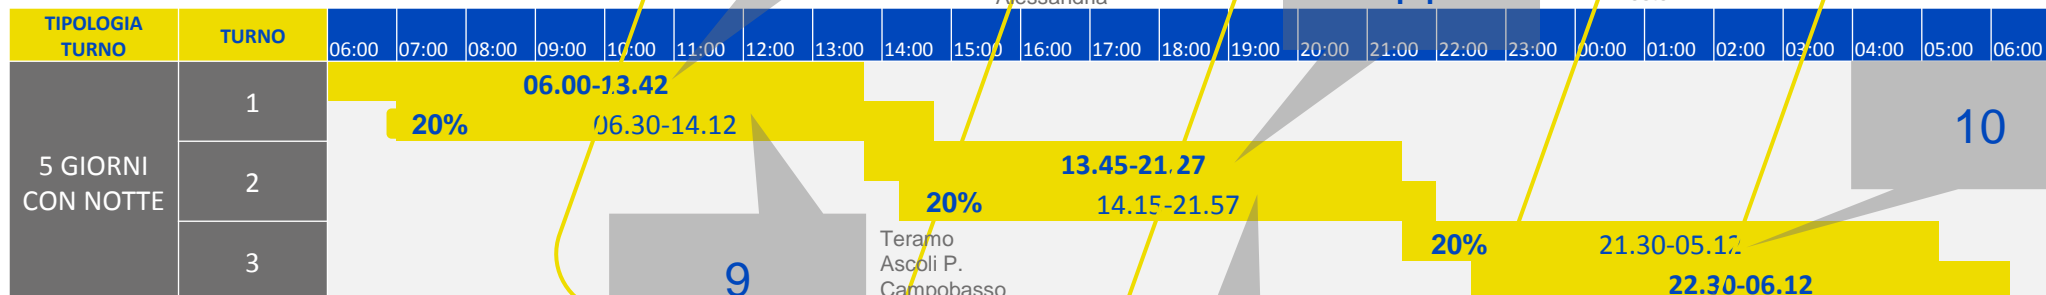 TIPOLOGIA
TURNO
TURNO
06:00 07:00 08:00 09:00 10:00 11:00 12:00 13:00 14:00 15:00 16:00 17:00 18:00 19:00 20:00 21:00 22:00 23:00 00:00 01:00 02:00 03:00 04:00 05:00 06:00
5 GIORNI
CON NOTTE
1
06.00-13.42
20% 06.30-14.12
10
2
13.45-21.27
20% 14.15-21.57
3
20% 21.30-05.12
22.30-06.12
9
Teramo
Ascoli P.
Campobasso